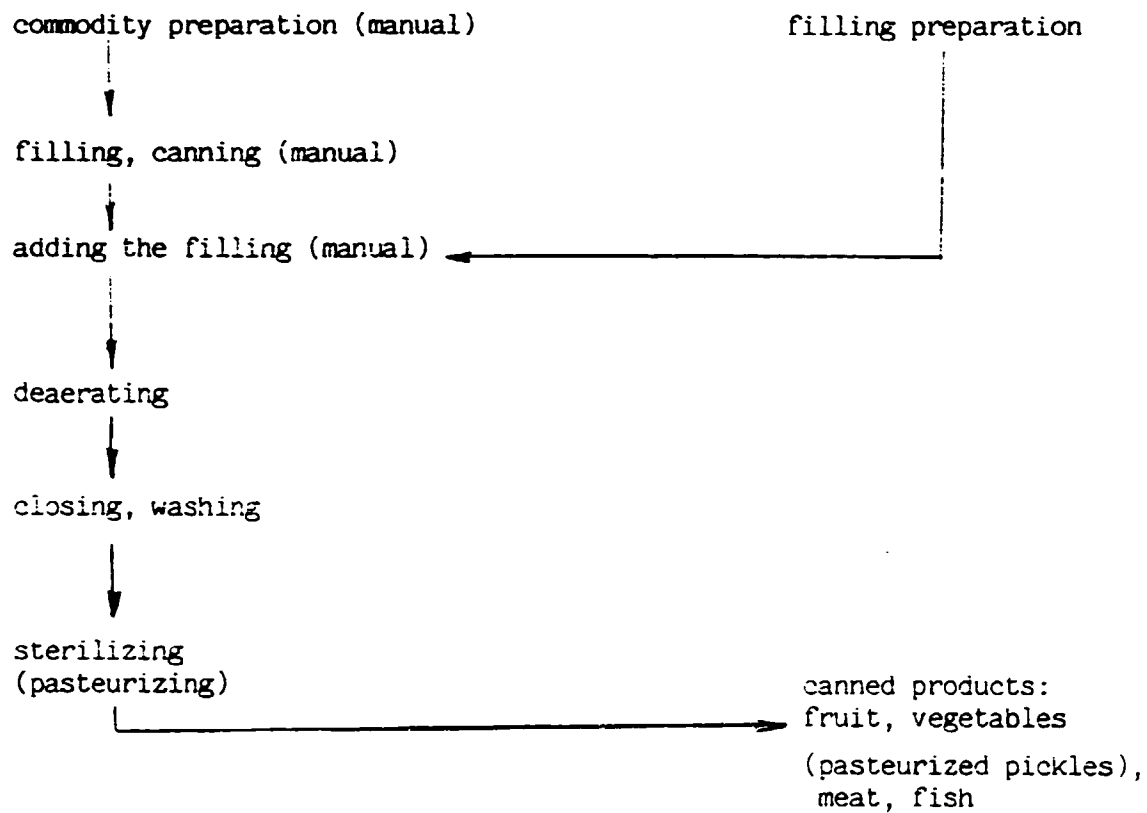 commodity preparation (manual)
filling preparation
filling, canning (manual)
adding the filling (manual)
deaerating
closing, washing
sterilizing
(pasteurizing)
canned products:
fruit, vegetables
(pasteurized pickles),
meat, fish